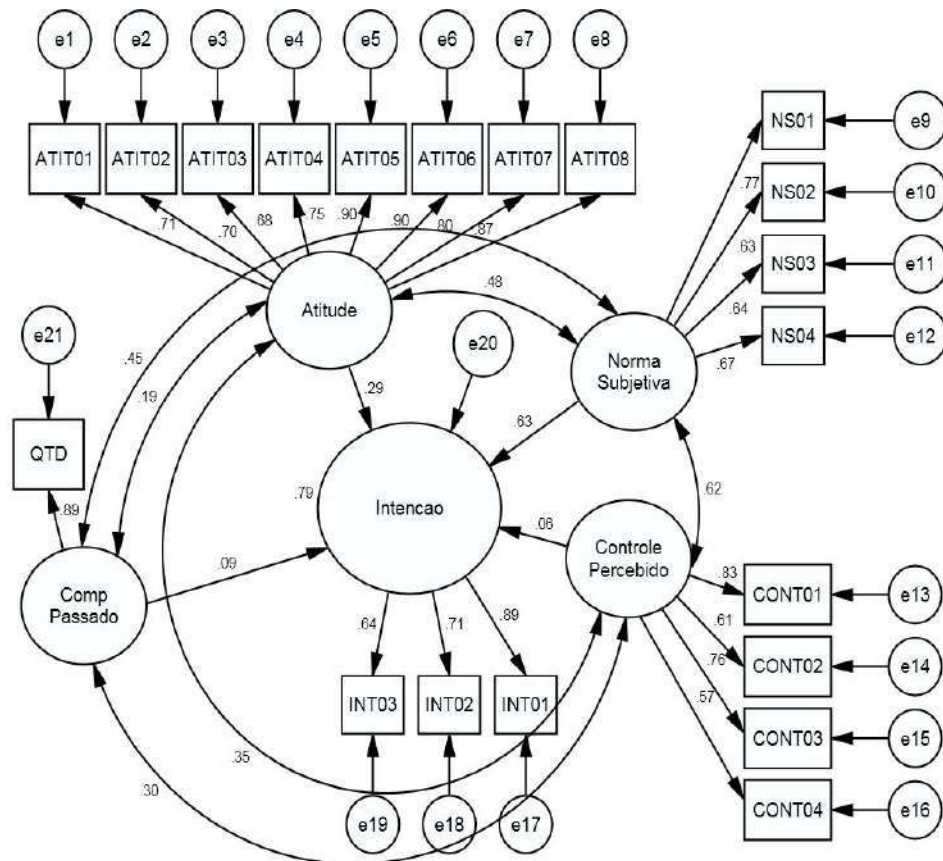 e1 e2 e3 e4 e5 e6 e7 e8
ATIT01 ATIT02 ATIT03 ATIT04 ATIT05 ATIT06 ATIT07 ATIT08
NS01 e9
NS02 e10
NS03 e11
NS04 e12
.71 .70 .68 .75 .90 .90 .80 .87
.77
.63
.64
.67
Atitude
.48
Norma
Subjetiva
e21
e20
.45
.19
.29
.63
QTD
.89
.79
Intencao
.62
.06
Controle
Percebido
Comp
Passado
.09
.83
.61
.76
.57
CONT01 e13
CONT02 e14
CONT03 e15
CONT04 e16
.64 .71 .89
INT03 INT02 INT01
.35
.30
e19 e18 e17